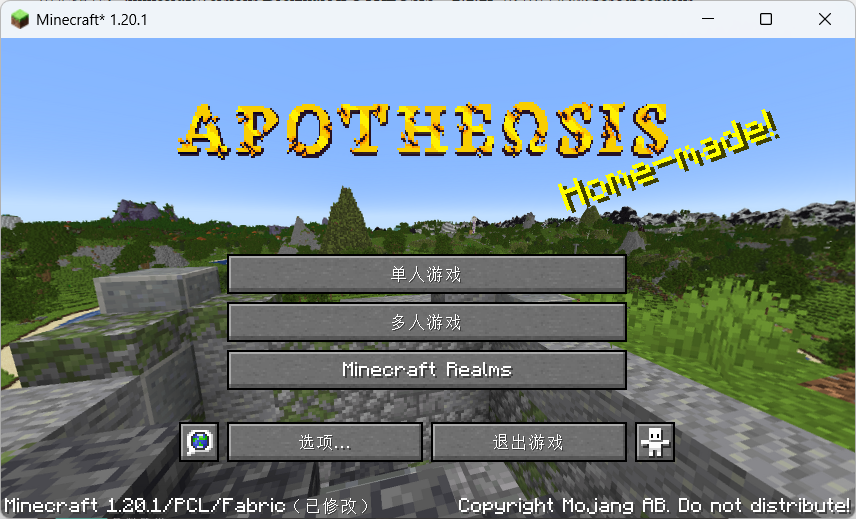 Minecraft* 1.20.1
APOTHEOSIS
Home-made!
单人游戏
多人游戏
Minecraft Realms
选项...
退出游戏
Minecraft 1.20.1/PCL/Fabric（已修改）
Copyright Mojang AB. Do not distribute!